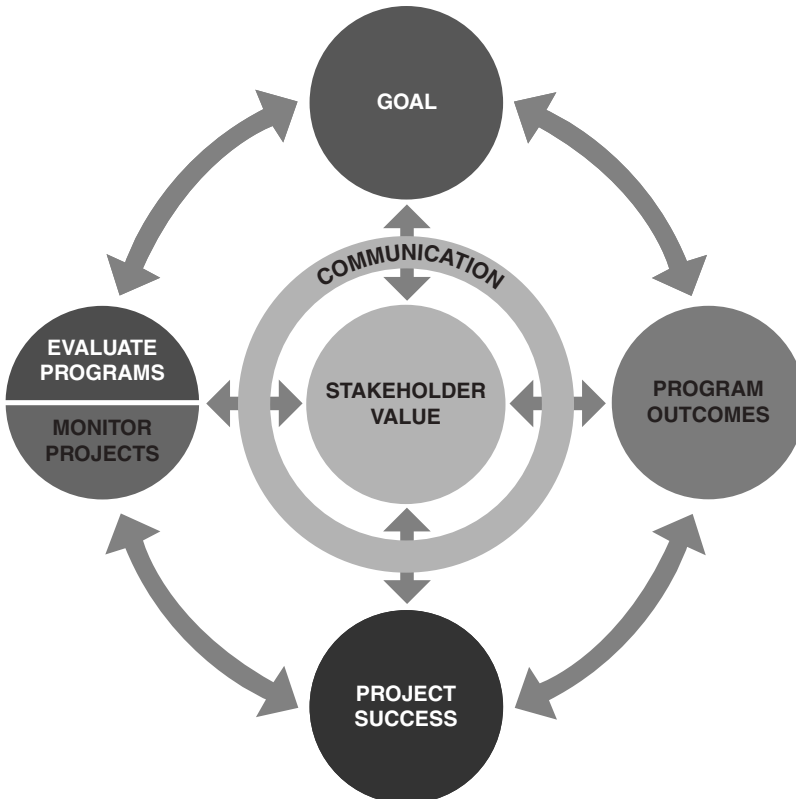 GOAL
COMMUNICATION
EVALUATE
PROGRAMS
MONITOR
PROJECTS
STAKEHOLDER
VALUE
PROGRAM
OUTCOMES
PROJECT
SUCCESS